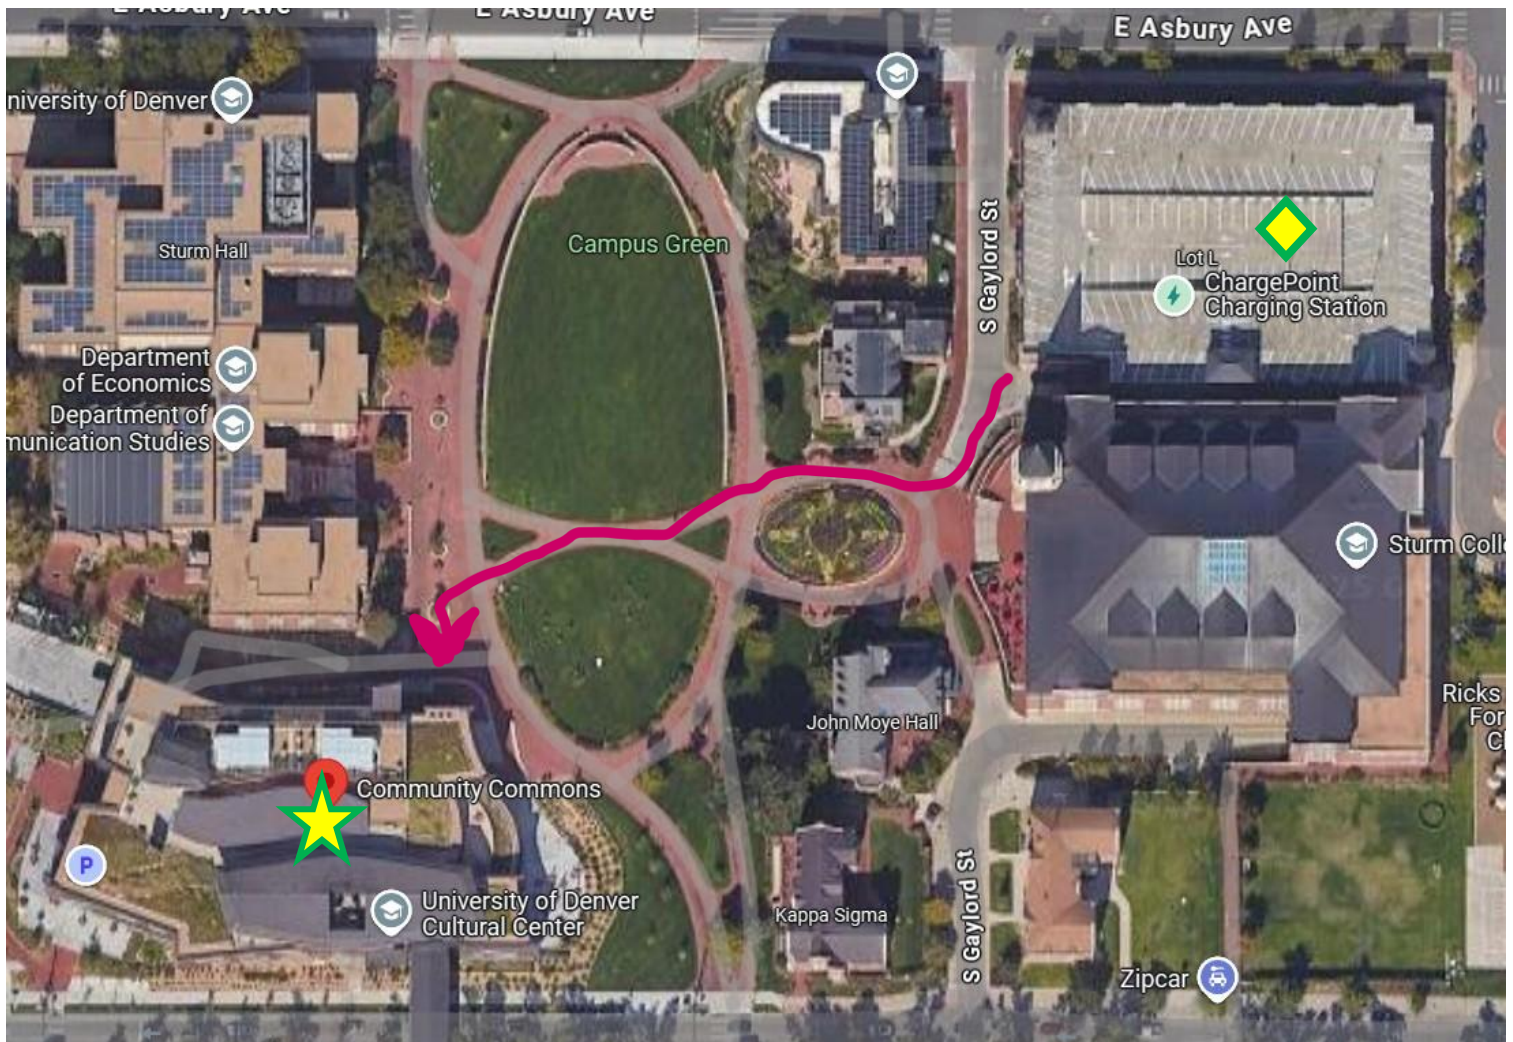 E Asbury Ave
E Asbury Ave
E Asbury Ave
niversity of Denver
Sturm Hall
Campus Green
S Gaylord St
Lot L
ChargePoint
Charging Station
Department
of Economics
Department of
munication Studies
Sturm Coll
John Moye Hall
Ricks
For
Community Commons
P
University of Denver
Cultural Center
Kappa Sigma
S Gaylord St
Zipcar